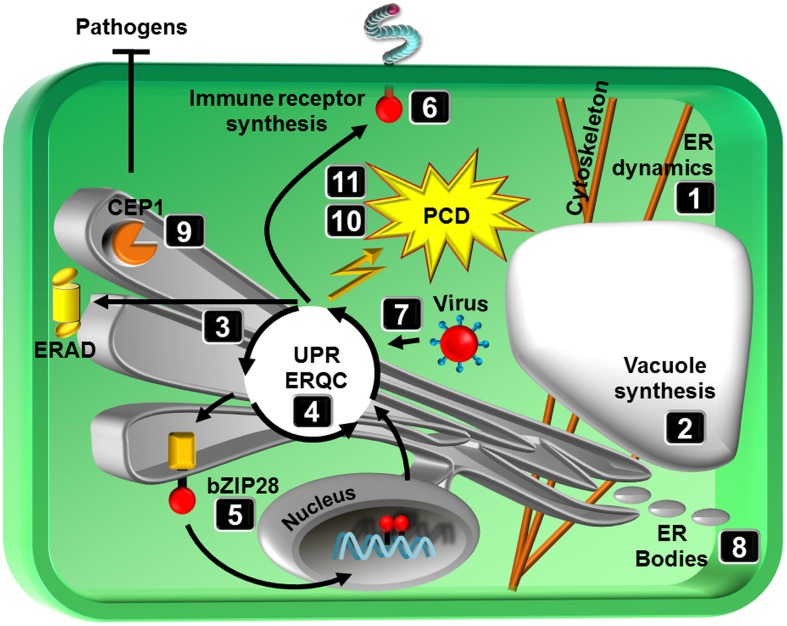 Pathogens
Immune receptor
synthesis
6
Cytoskeleton
ER
dynamics
1
11
10
PCD
CEP1
9
ERAD
3
7
Virus
UPR
ERQC
4
Vacuole
synthesis
2
bZIP28
5
Nucleus
ER
Bodies
8